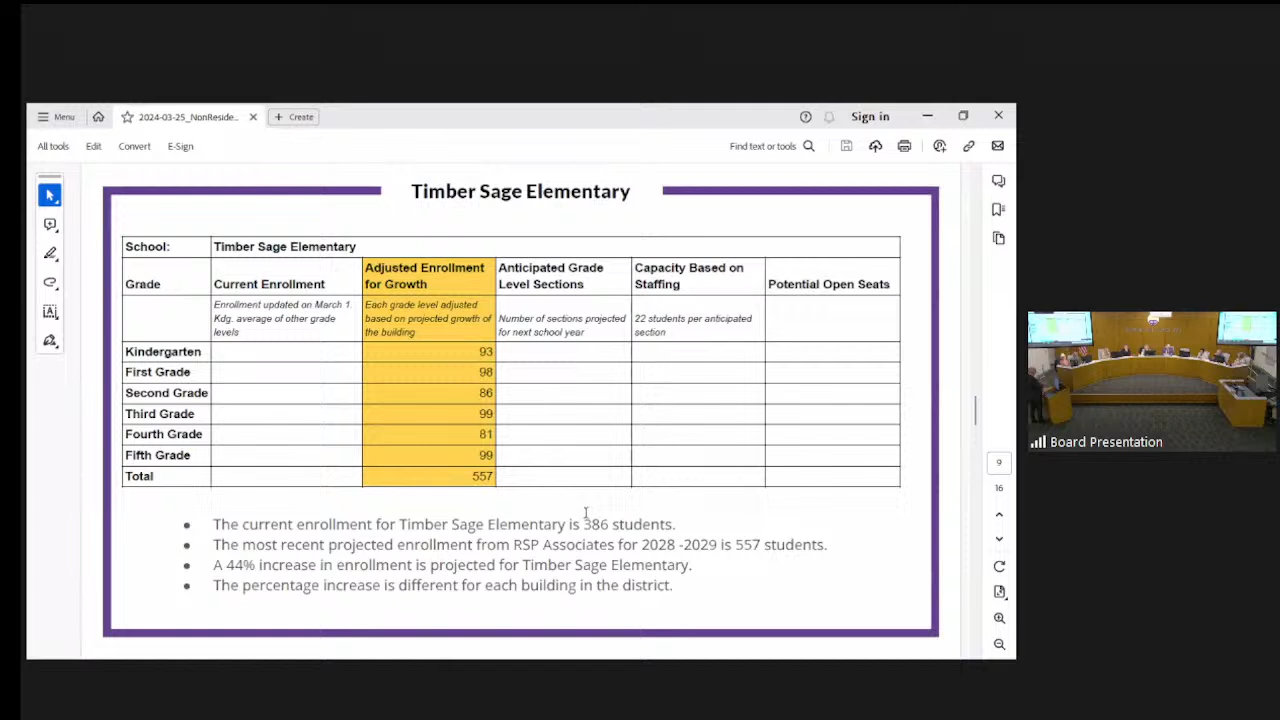 Menu
2024-03-25_NonReside...
Create
Sign in
All tools
Edit
Convert
E-Sign
Find text or tools
Timber Sage Elementary
School: Timber Sage Elementary
Grade Current Enrollment Adjusted Enrollment for Growth Anticipated Grade Level Sections Capacity Based on Staffing Potential Open Seats
Enrollment updated on March 1. Kdg. average of other grade levels Each grade level adjusted based on projected growth of the building Number of sections projected for next school year 22 students per anticipated section
Kindergarten 93
First Grade 98
Second Grade 86
Third Grade 99
Fourth Grade 81
Fifth Grade 99
Total 557
The current enrollment for Timber Sage Elementary is 386 students.
The most recent projected enrollment from RSP Associates for 2028 -2029 is 557 students.
A 44% increase in enrollment is projected for Timber Sage Elementary.
The percentage increase is different for each building in the district.
9
16
Board Presentation